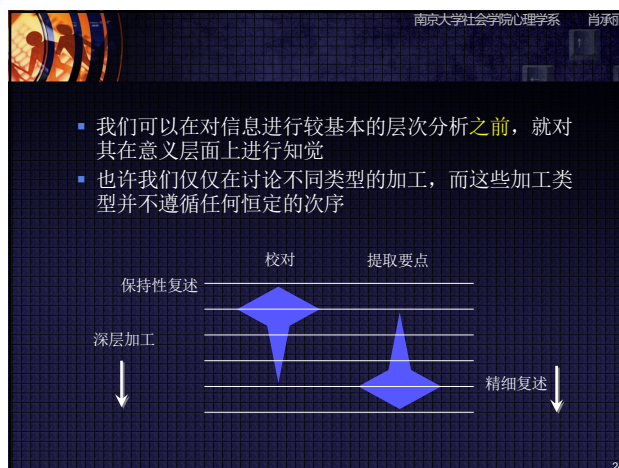 南京大学社会学院心理学系 肖承丽
我们可以在对信息进行较基本的层次分析之前，就对
其在意义层面上进行知觉
也许我们仅仅在讨论不同类型的加工，而这些加工类
型并不遵循任何恒定的次序
校对 提取要点
保持性复述
深层加工
精细复述
2